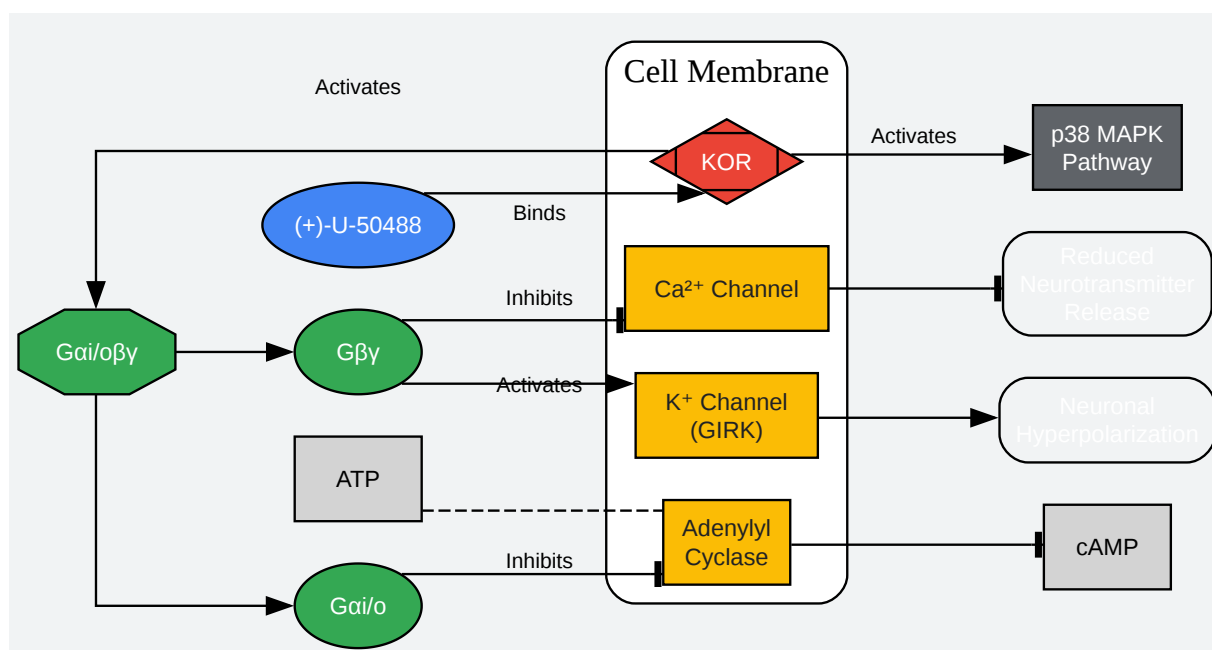 Cell Membrane
Activates
KOR
Activates
p38 MAPK
Pathway
(+)-U-50488
Binds
Ca²⁺ Channel
Reduced
Neurotransmitter
Release
Inhibits
Gαi/oβγ
Gβγ
Activates
K⁺ Channel
(GIRK)
Neuronal
Hyperpolarization
ATP
Adenylyl
Cyclase
cAMP
Inhibits
Gαi/o